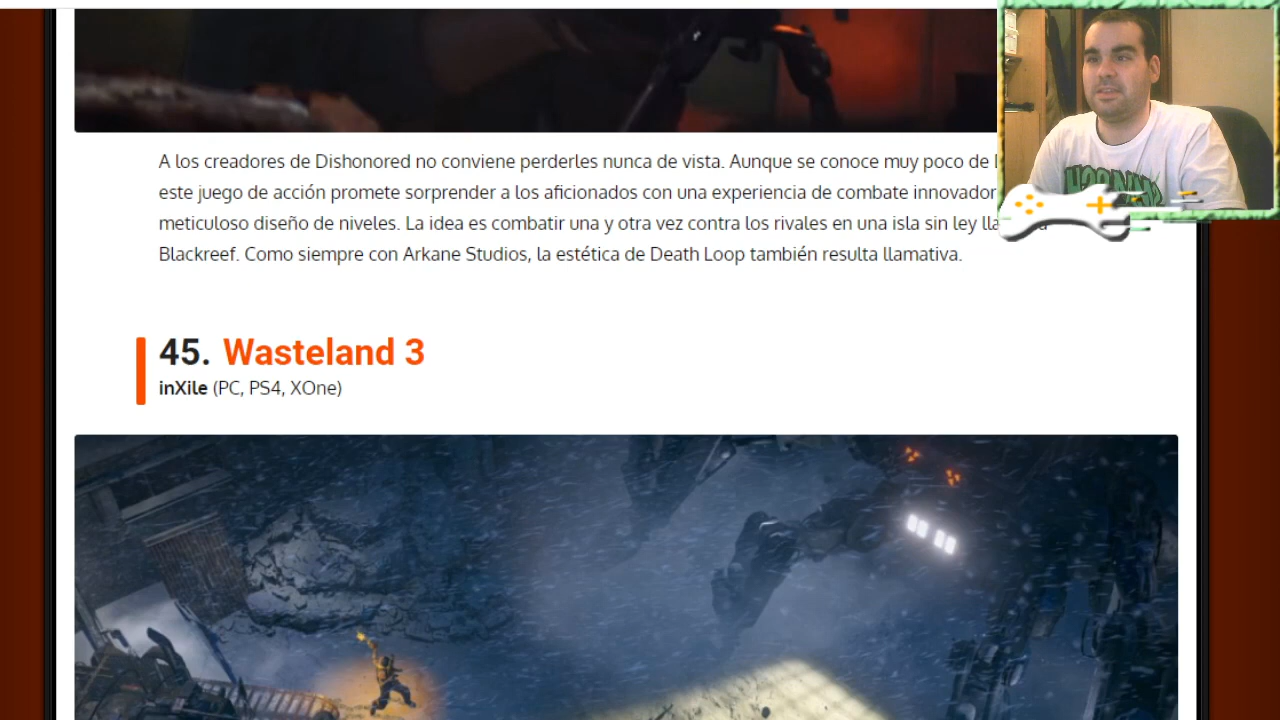 A los creadores de Dishonored no conviene perderles nunca de vista. Aunque se conoce muy poco de
este juego de acción promete sorprender a los aficionados con una experiencia de combate innovador
meticuloso diseño de niveles. La idea es combatir una y otra vez contra los rivales en una isla sin ley
Blackreef. Como siempre con Arkane Studios, la estética de Death Loop también resulta llamativa.
45. Wasteland 3
inXile (PC, PS4, XOne)